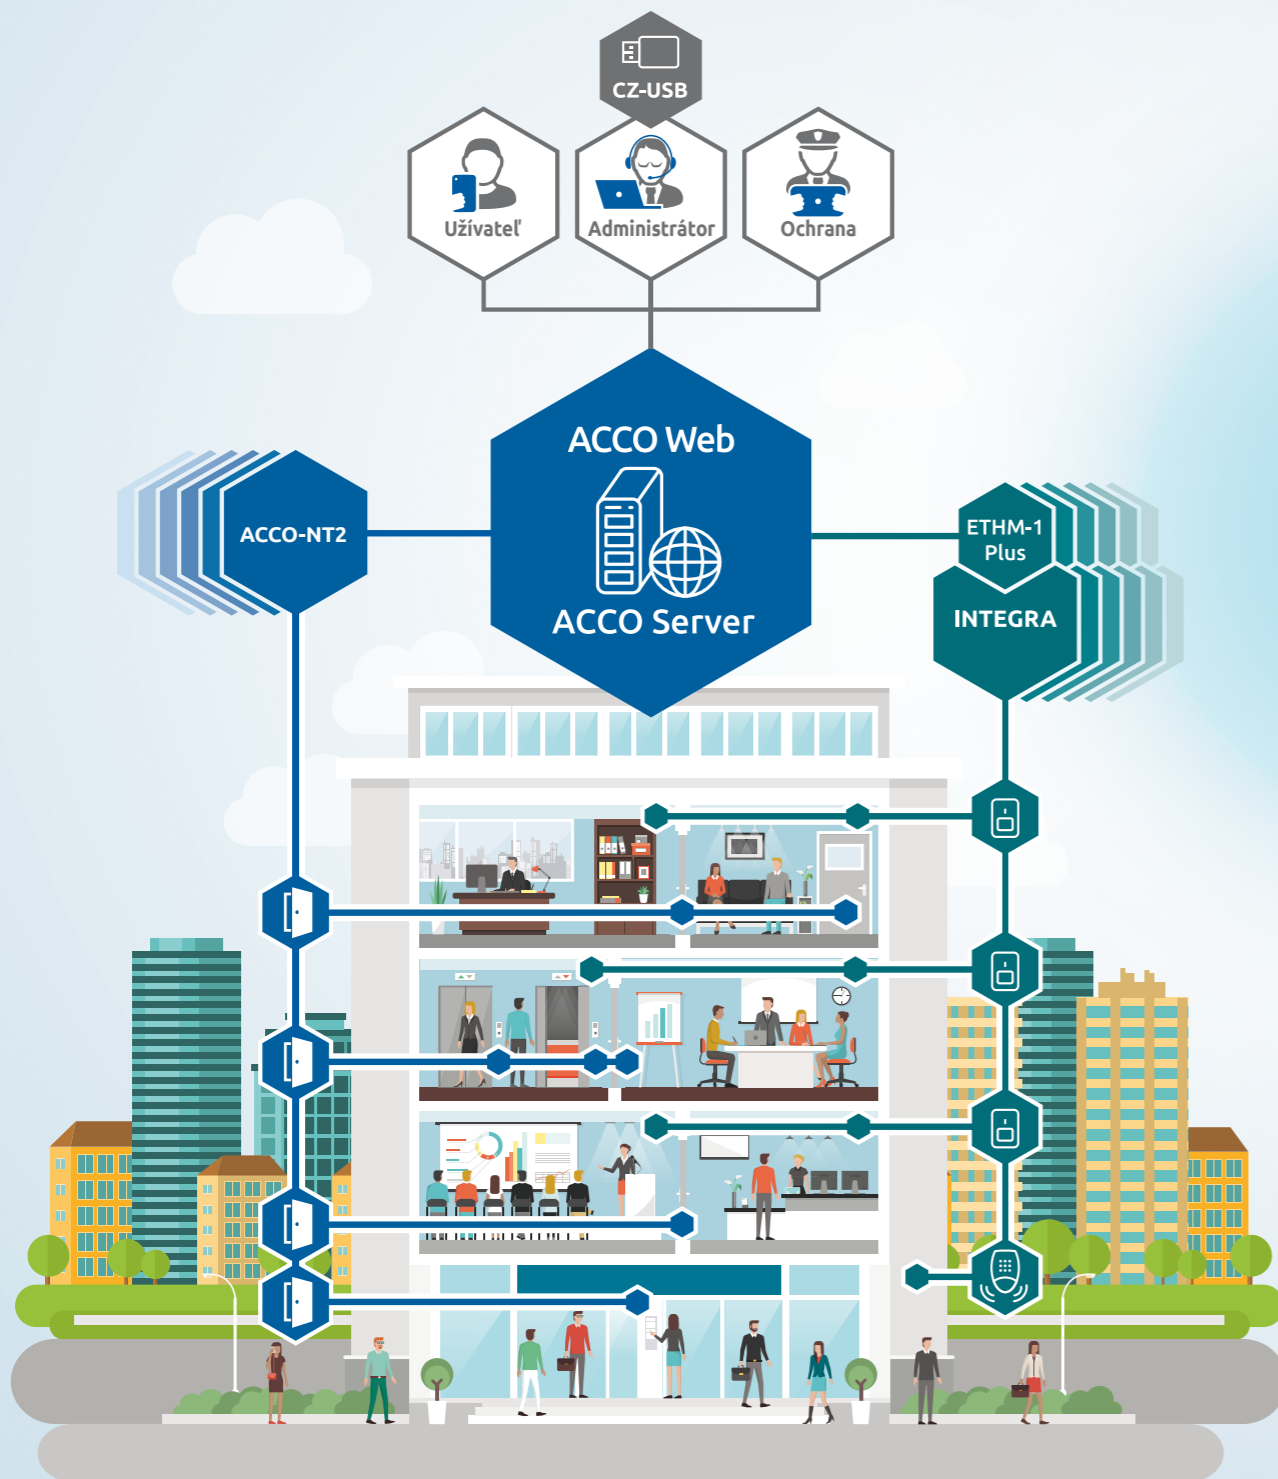 CZ-USB
Užívateľ
Administrátor
Ochrana
ACCO Web
ACCO Server
ACCO-NT2
ETHM-1
Plus
INTEGRA